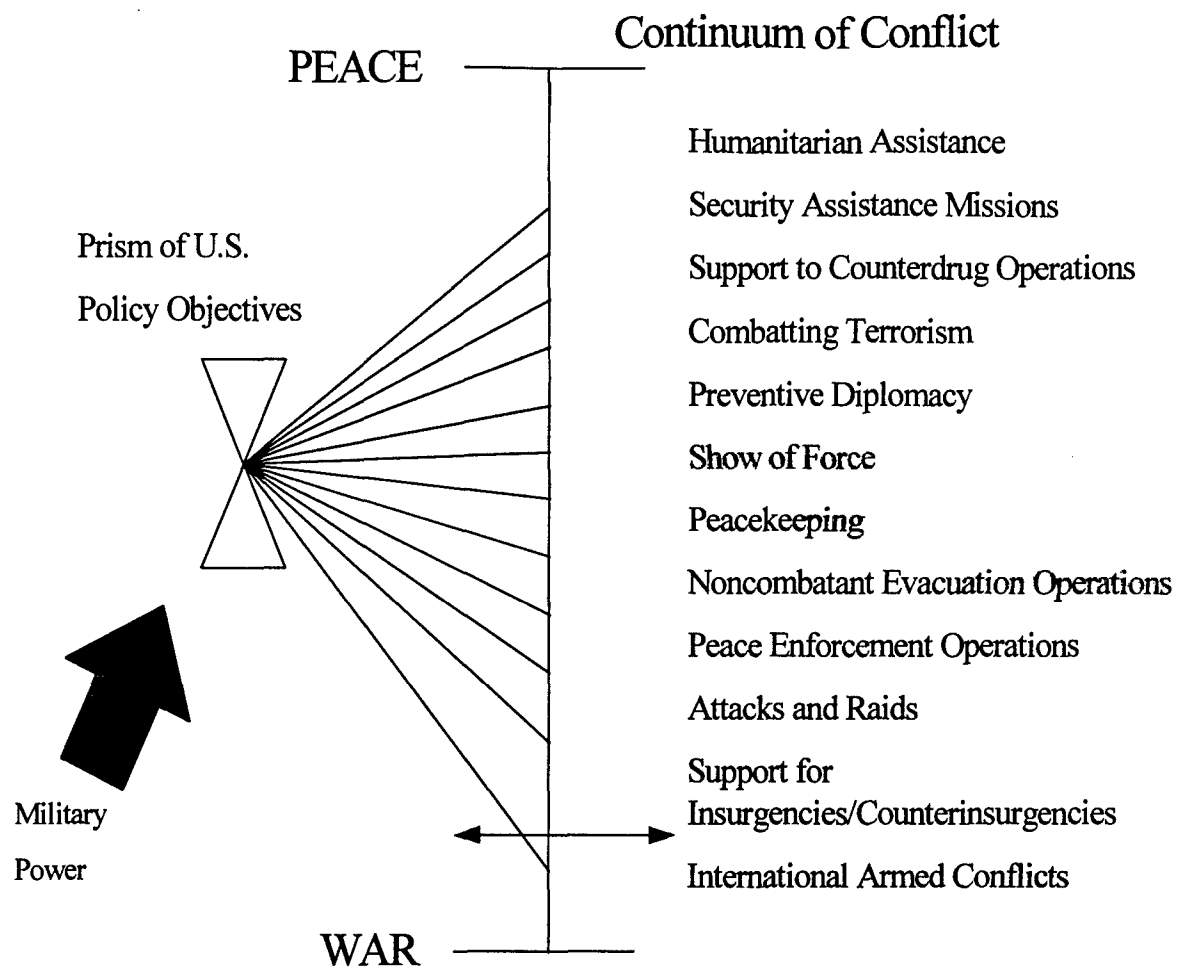 Continuum of Conflict
PEACE
Humanitarian Assistance
Security Assistance Missions
Prism of U.S.
Policy Objectives
Support to Counterdrug Operations
Combatting Terrorism
Preventive Diplomacy
Show of Force
Peacekeeping
Noncombatant Evacuation Operations
Peace Enforcement Operations
Attacks and Raids
Support for
Insurgencies/Counterinsurgencies
International Armed Conflicts
Military
Power
WAR